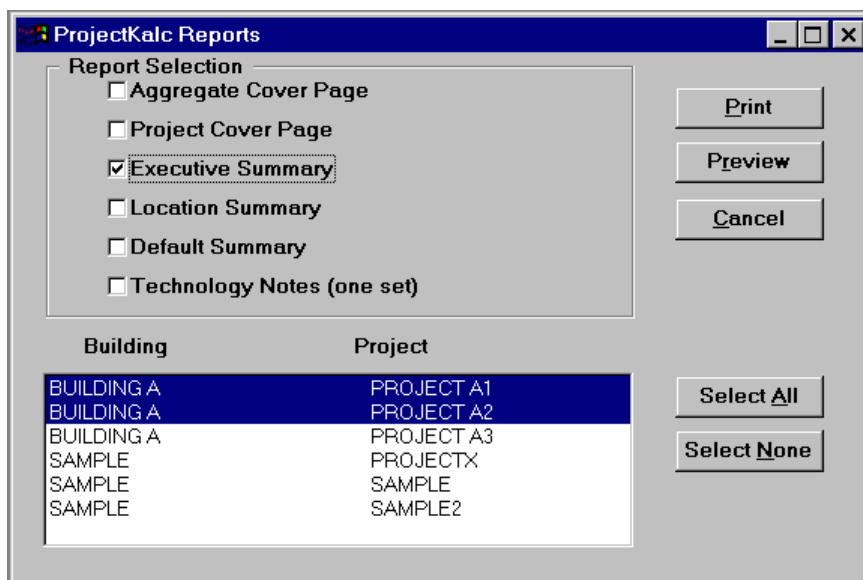 ProjectKalc Reports
Report Selection
Aggregate Cover Page
Project Cover Page
Executive Summary
Location Summary
Default Summary
Technology Notes (one set)
Print
Preview
Cancel
Building Project
BUILDING A PROJECT A1
BUILDING A PROJECT A2
BUILDING A PROJECT A3
SAMPLE PROJECTX
SAMPLE SAMPLE
SAMPLE SAMPLE2
Select All
Select None